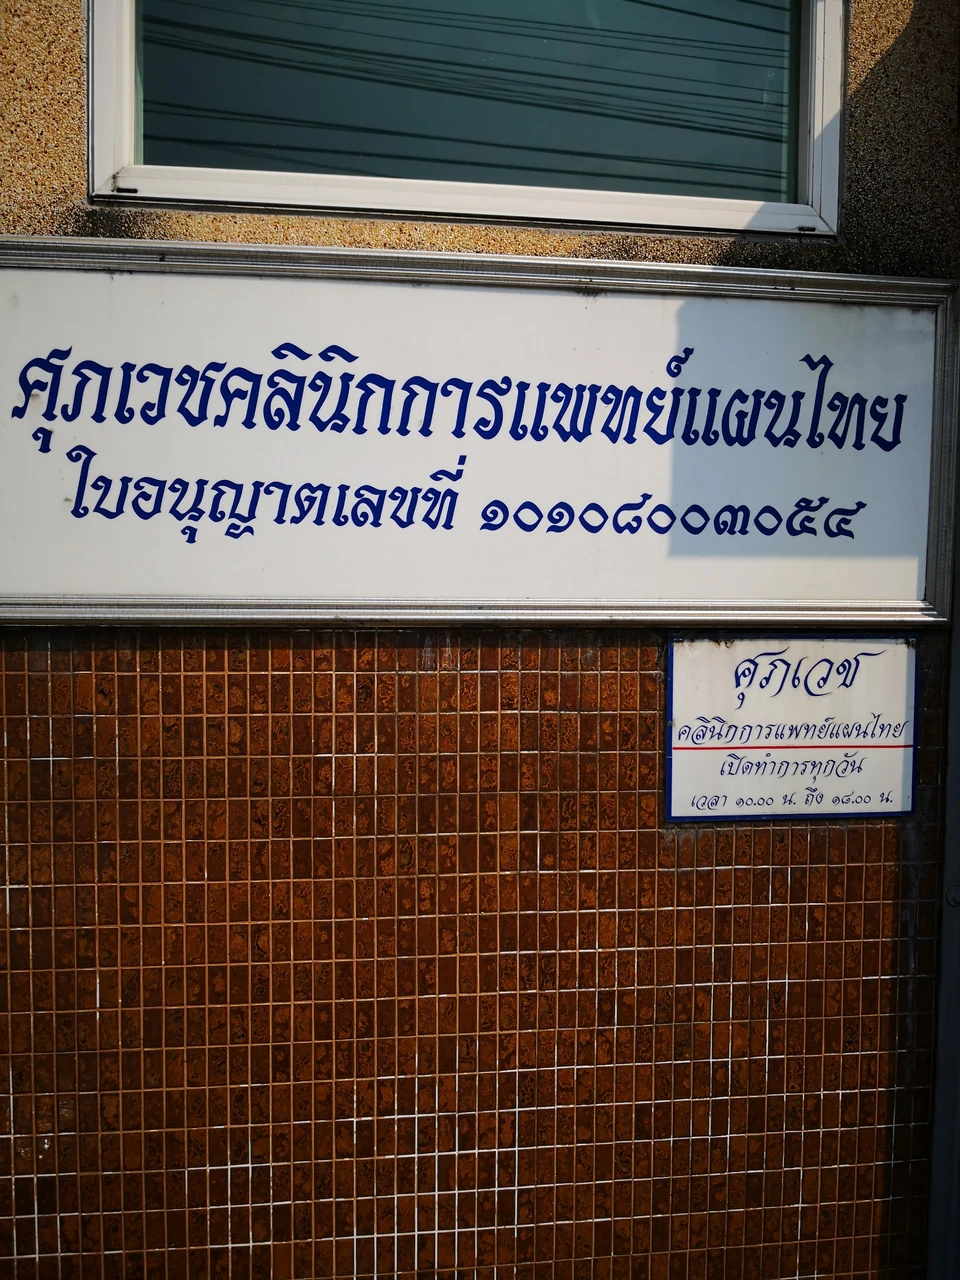 ศุภเวชคลินิกการแพทย์แผนไทย
ใบอนุญาตเลขที่ ๑๐๑๐๘๐๐๓๐๕๔
ศุภเวช
คลินิกการแพทย์แผนไทย
เปิดทำการทุกวัน
เวลา ๑๐.๐๐ น. ถึง ๑๘.๐๐ น.